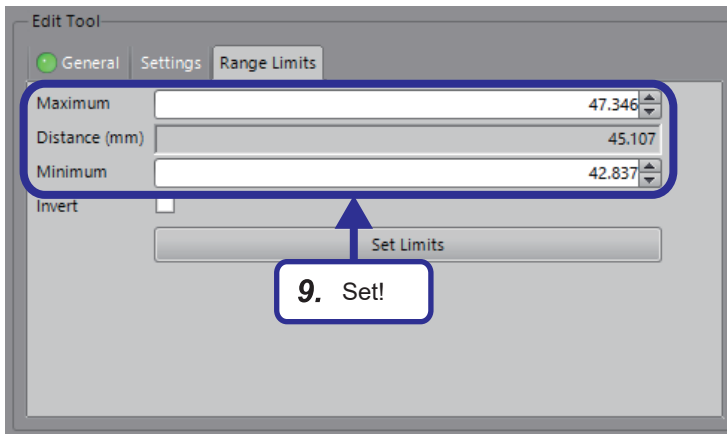 Edit Tool
General Settings Range Limits
Maximum 47.346
Distance (mm) 45.107
Minimum 42.837
Invert
Set Limits
9. Set!